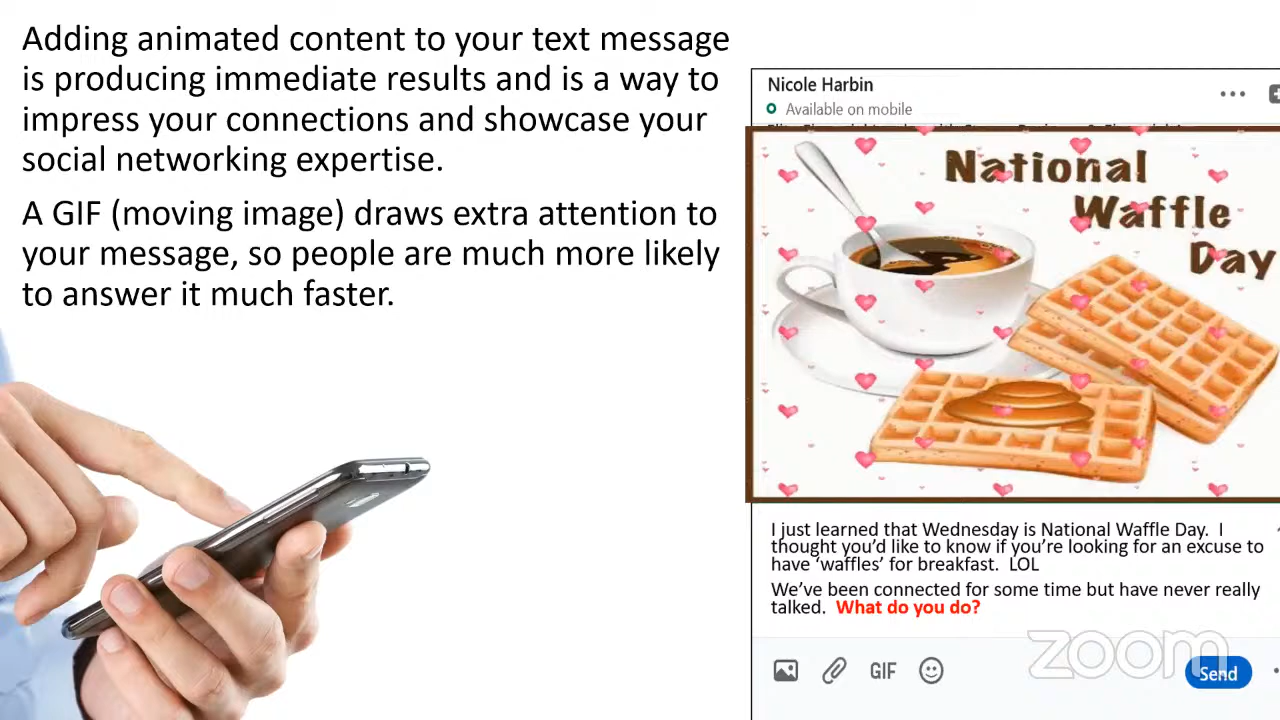 Adding animated content to your text message
is producing immediate results and is a way to
impress your connections and showcase your
social networking expertise.
A GIF (moving image) draws extra attention to
your message, so people are much more likely
to answer it much faster.
Nicole Harbin
Available on mobile
National
Waffle
Day
I just learned that Wednesday is National Waffle Day. I
thought you’d like to know if you’re looking for an excuse to
have ‘waffles’ for breakfast. LOL
We’ve been connected for some time but have never really
talked. What do you do?
zoom
GIF
Send